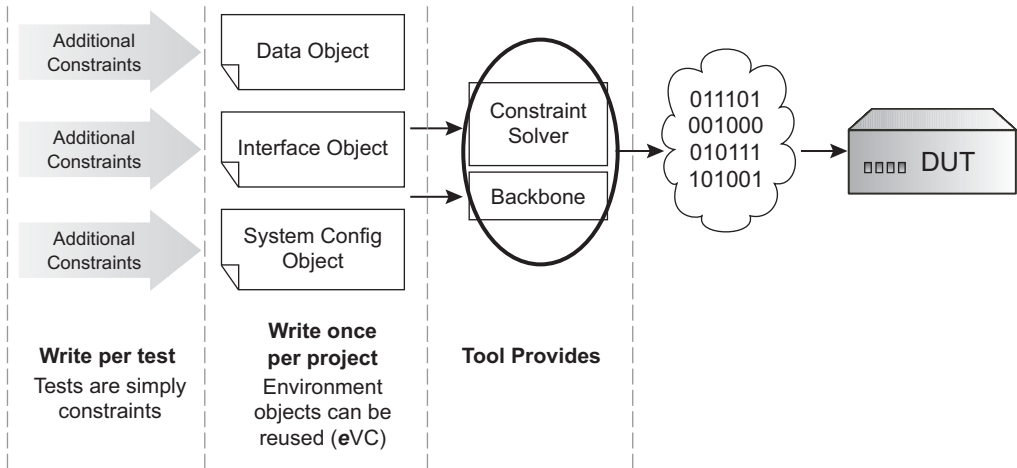 Additional
Constraints
Data Object
Additional
Constraints
Interface Object
Additional
Constraints
System Config
Object
Constraint
Solver
Backbone
011101
001000
010111
101001
DUT
Write per test
Tests are simply
constraints
Write once
per project
Environment
objects can be
reused (eVC)
Tool Provides